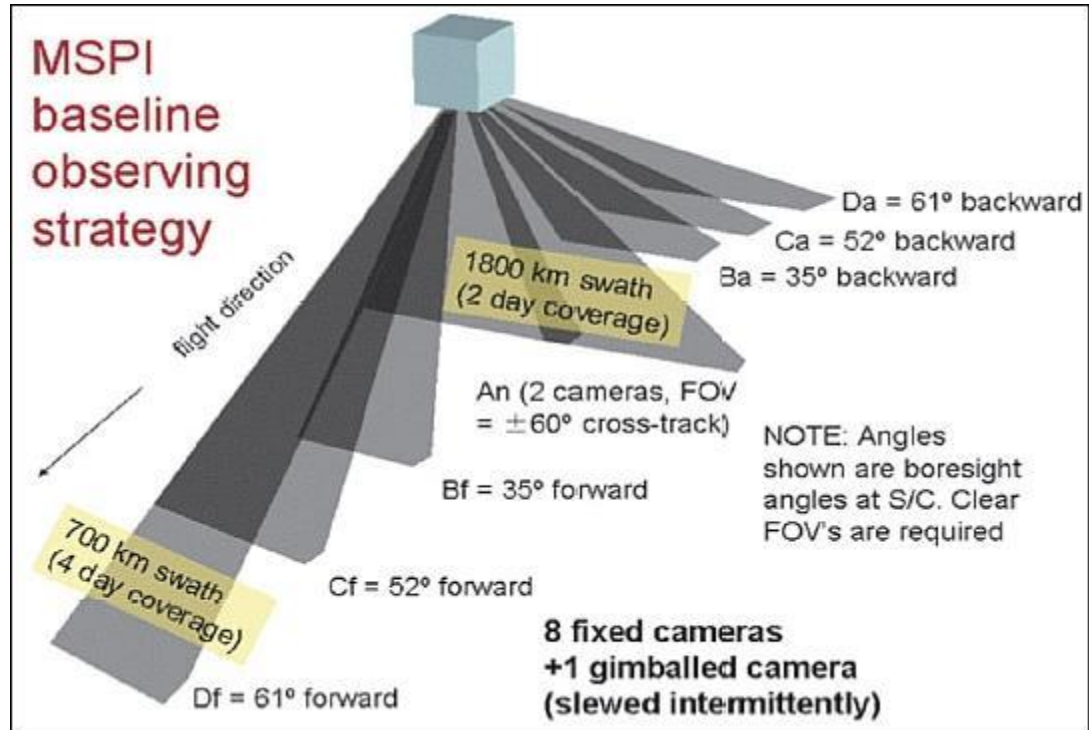 MSPI
baseline
observing
strategy
flight direction
1800 km swath
(2 day coverage)
Da = 61º backward
Ca = 52º backward
Ba = 35º backward
An (2 cameras, FOV
= ±60º cross-track)
NOTE: Angles
shown are boresight
angles at S/C. Clear
FOV's are required
Bf = 35º forward
700 km swath
(4 day coverage)
Cf = 52º forward
Df = 61º forward
8 fixed cameras
+1 gimballed camera
(slewed intermittently)